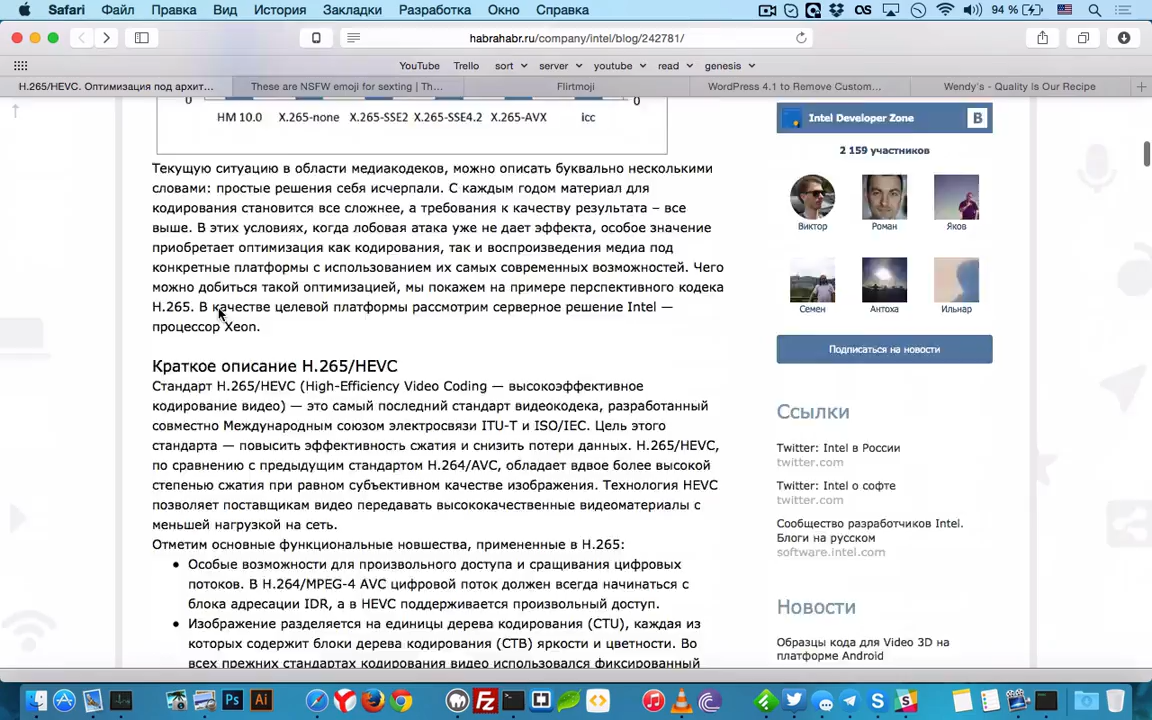 Safari Файл Правка Вид История Закладки Разработка Окно Справка 94 %
habrahabr.ru/company/intel/blog/242781/
YouTube Trello sort server youtube read genesis
H.265/HEVC. Оптимизация под архит...
These are NSFW emoji for sexting | Th...
Flirtmoji
WordPress 4.1 to Remove Custom...
Wendy's - Quality Is Our Recipe
0 0
HM 10.0 X.265-none X.265-SSE2 X.265-SSE4.2 X.265-AVX icc
Текущую ситуацию в области медиакодеков, можно описать буквально несколькими
словами: простые решения себя исчерпали. С каждым годом материал для
кодирования становится все сложнее, а требования к качеству результата – все
выше. В этих условиях, когда лобовая атака уже не дает эффекта, особое значение
приобретает оптимизация как кодирования, так и воспроизведения медиа под
конкретные платформы с использованием их самых современных возможностей. Чего
можно добиться такой оптимизацией, мы покажем на примере перспективного кодека
H.265. В качестве целевой платформы рассмотрим серверное решение Intel —
процессор Xeon.
Краткое описание H.265/HEVC
Стандарт H.265/HEVC (High-Efficiency Video Coding — высокоэффективное
кодирование видео) — это самый последний стандарт видеокодека, разработанный
совместно Международным союзом электросвязи ITU-T и ISO/IEC. Цель этого
стандарта — повысить эффективность сжатия и снизить потери данных. H.265/HEVC,
по сравнению с предыдущим стандартом H.264/AVC, обладает вдвое более высокой
степенью сжатия при равном субъективном качестве изображения. Технология HEVC
позволяет поставщикам видео передавать высококачественные видеоматериалы с
меньшей нагрузкой на сеть.
Отметим основные функциональные новшества, примененные в H.265:
• Особые возможности для произвольного доступа и сращивания цифровых
потоков. В H.264/MPEG-4 AVC цифровой поток должен всегда начинаться с
блока адресации IDR, а в HEVC поддерживается произвольный доступ.
• Изображение разделяется на единицы дерева кодирования (CTU), каждая из
которых содержит блоки дерева кодирования (CTB) яркости и цветности. Во
всех прежних стандартах кодирования видео использовался фиксированный
Intel Developer Zone B
2 159 участников
Виктор Роман Яков
Семен Антоха Ильнар
Подписаться на новости
Ссылки
Twitter: Intel в России
twitter.com
Twitter: Intel о софте
twitter.com
Сообщество разработчиков Intel.
Блоги на русском
software.intel.com
Новости
Образцы кода для Video 3D на
платформе Android
Ps Ai Fz